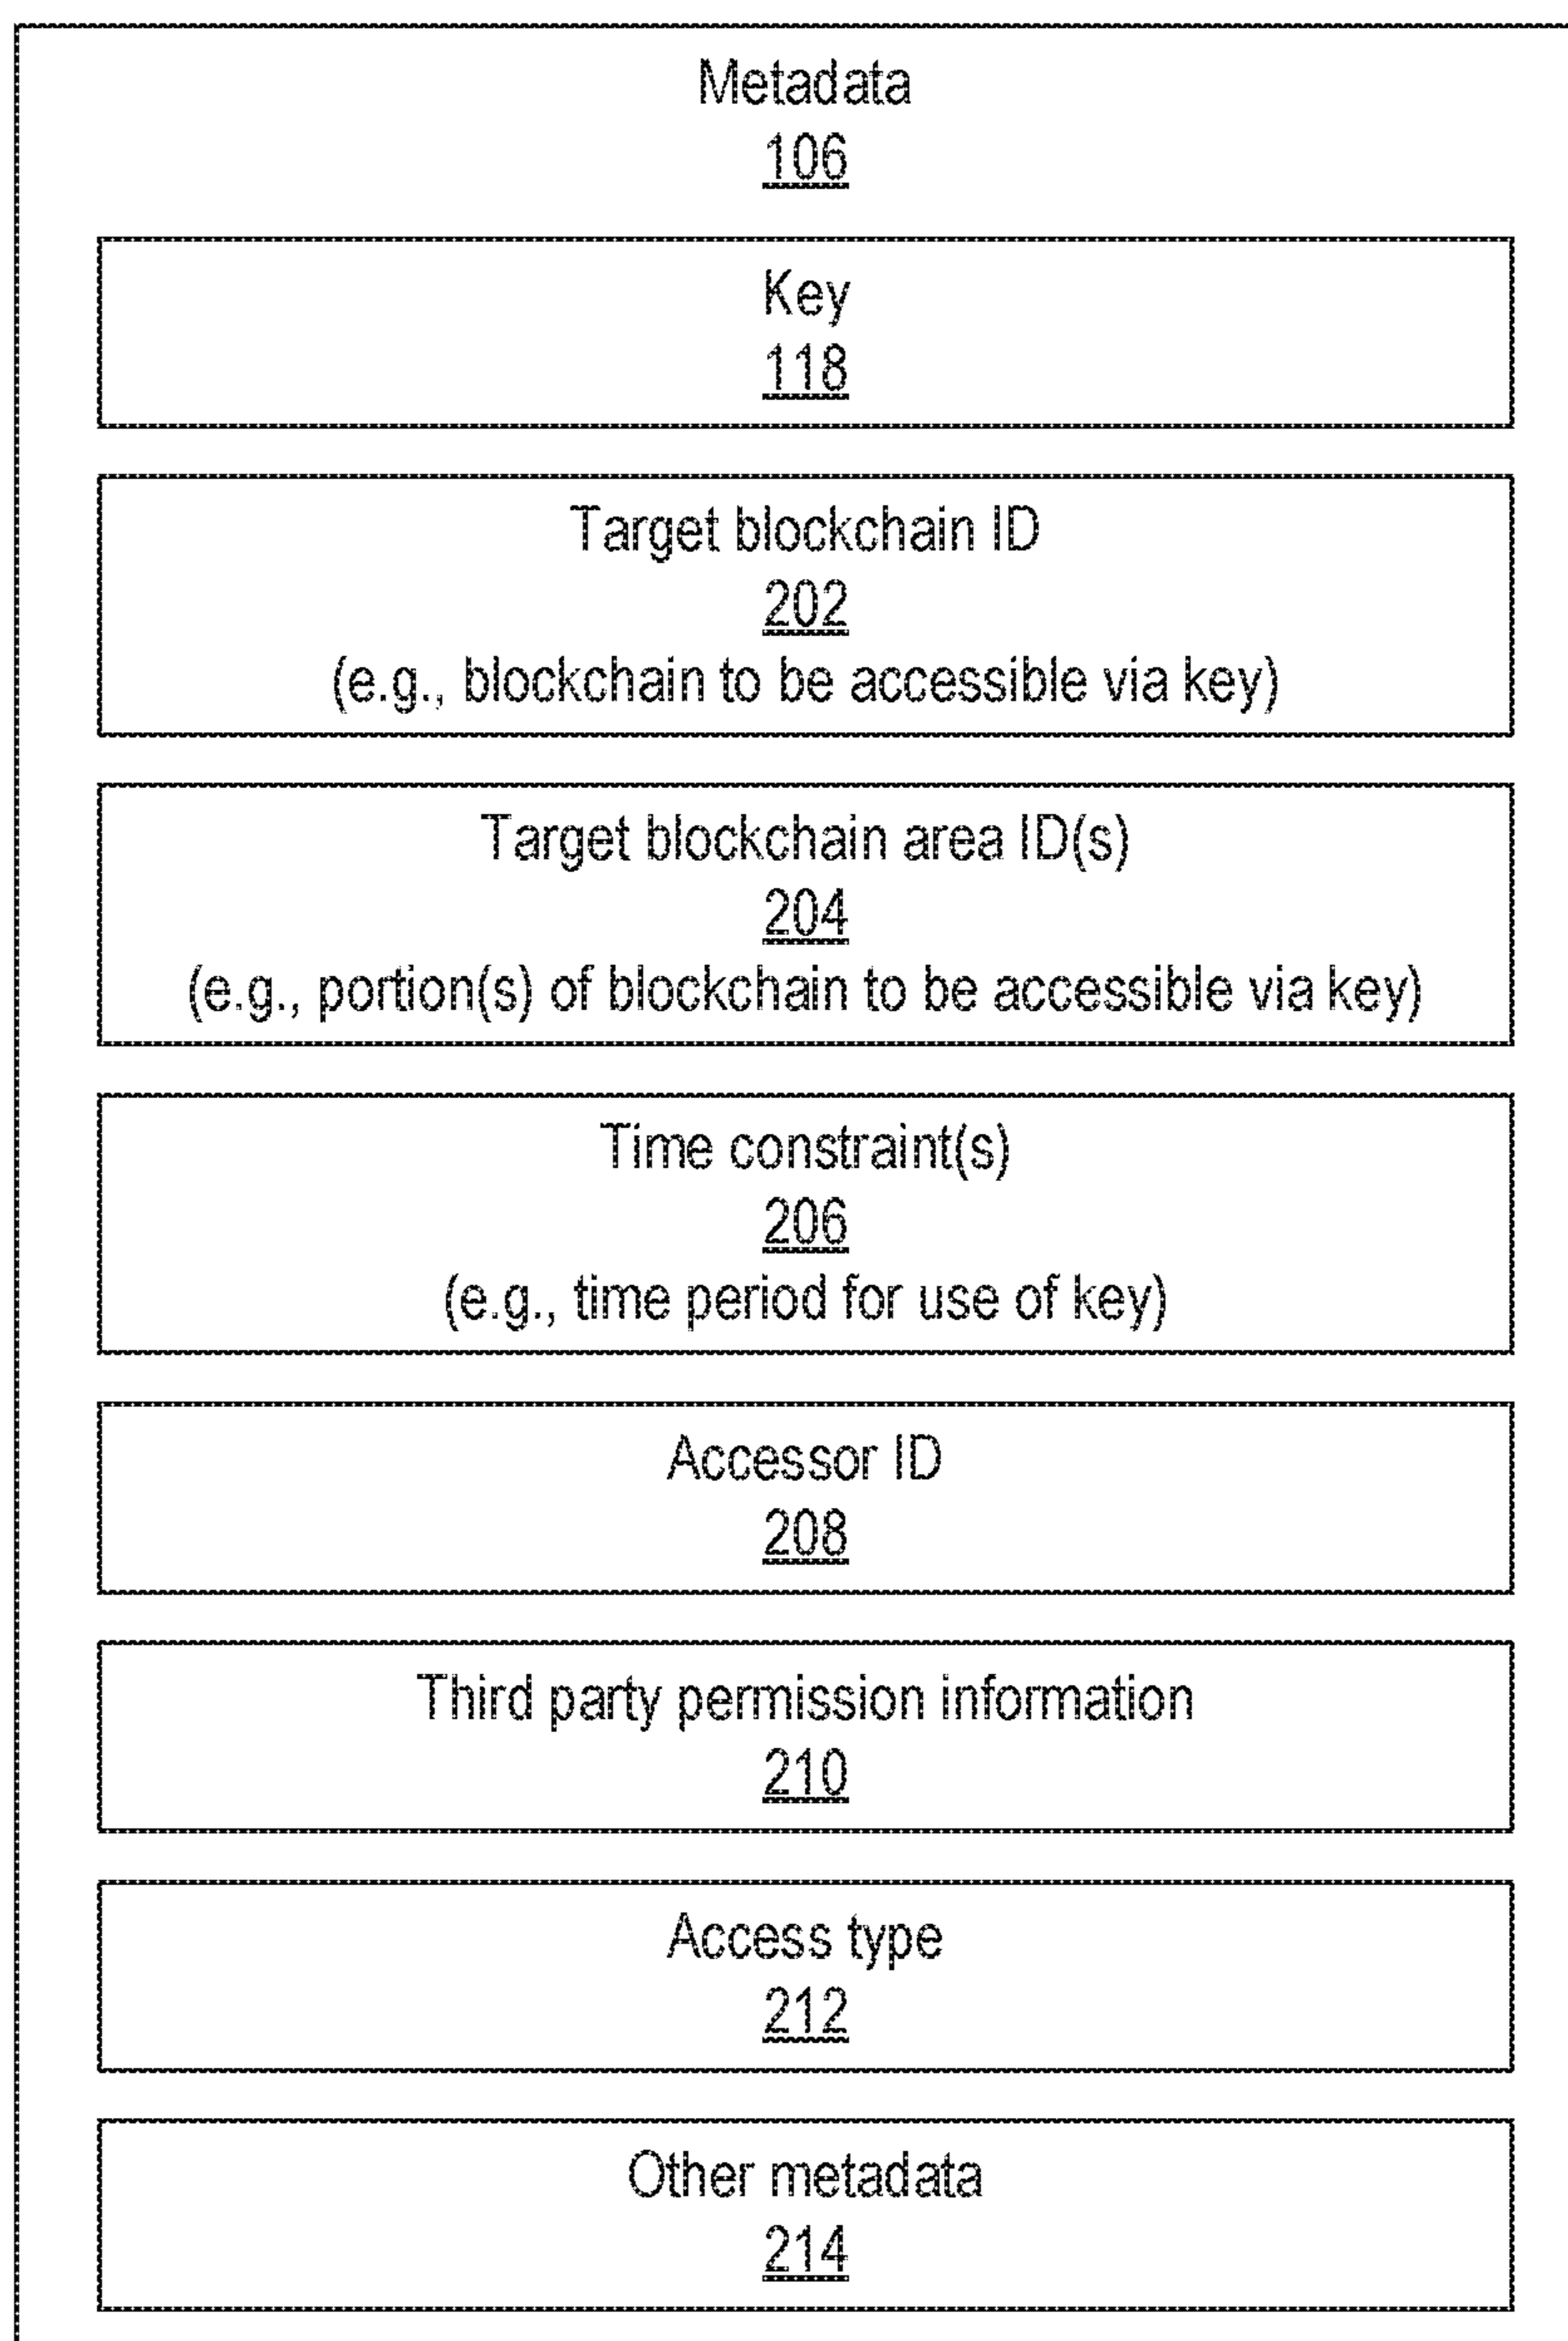 Metadata
106
Key
118
Target blockchain ID
202
(e.g., blockchain to be accessible via key)
Target blockchain area ID(s)
204
(e.g., portion(s) of blockchain to be accessible via key)
Time constraint(s)
206
(e.g., time period for use of key)
Accessor ID
208
Third party permission information
210
Access type
212
Other metadata
214